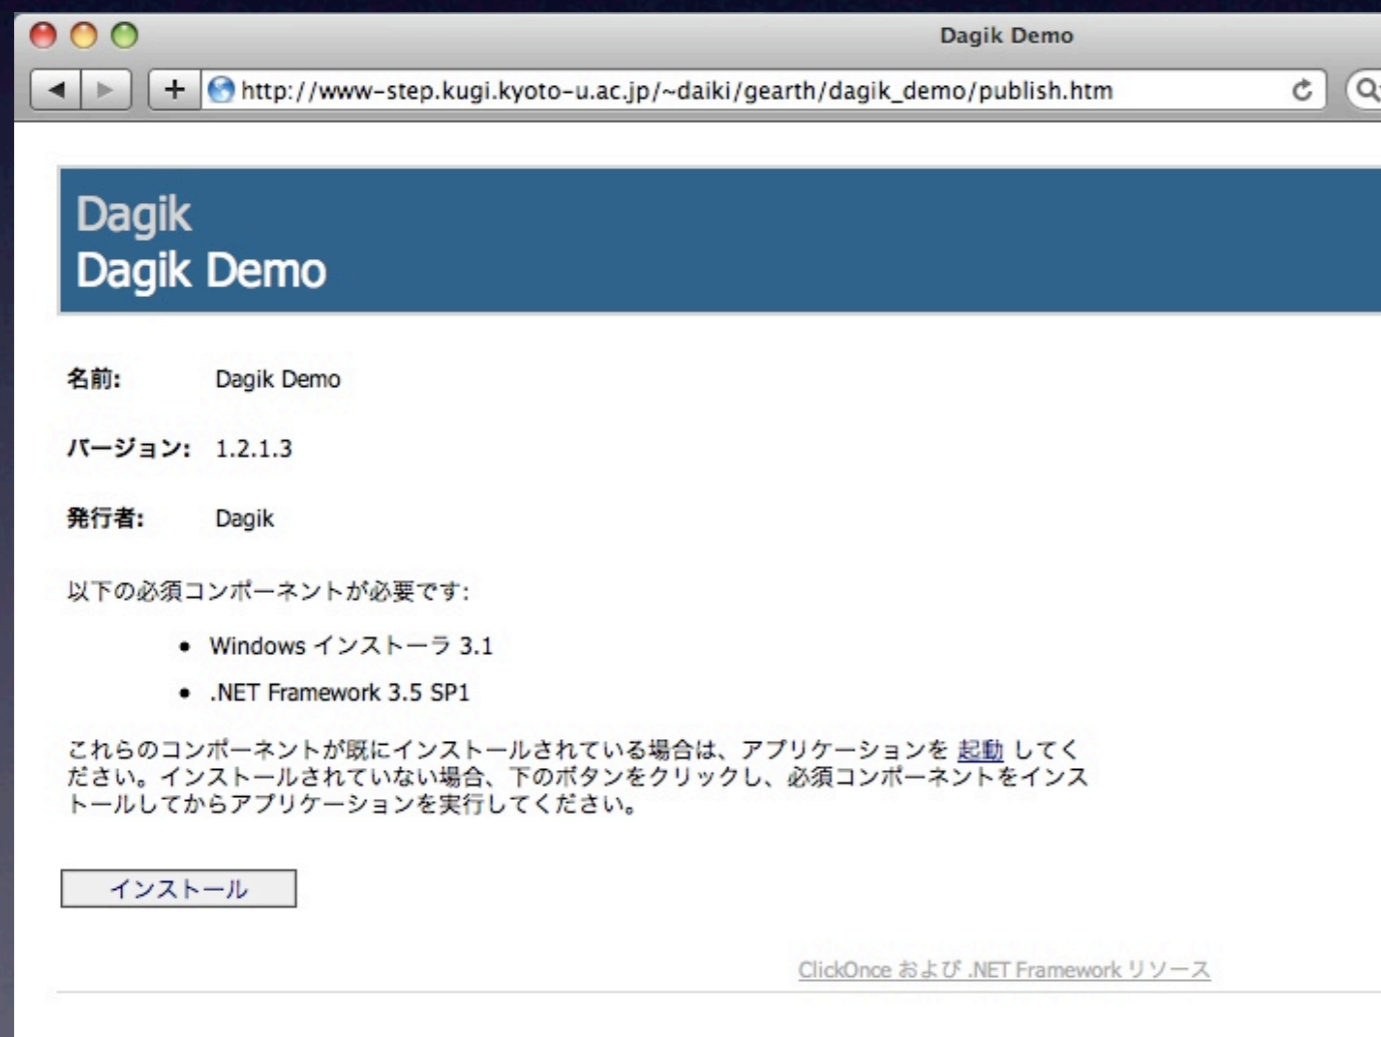 Dagik Demo
http://www-step.kugi.kyoto-u.ac.jp/~daiki/gearth/dagik_demo/publish.htm
Dagik
Dagik Demo
名前: Dagik Demo
バージョン: 1.2.1.3
発行者: Dagik
以下の必須コンポーネントが必要です:
Windows インストーラ 3.1
.NET Framework 3.5 SP1
これらのコンポーネントが既にインストールされている場合は、アプリケーションを 起動 してく
ださい。インストールされていない場合、下のボタンをクリックし、必須コンポーネントをインス
トールしてからアプリケーションを実行してください。
インストール
ClickOnce および .NET Framework リソース